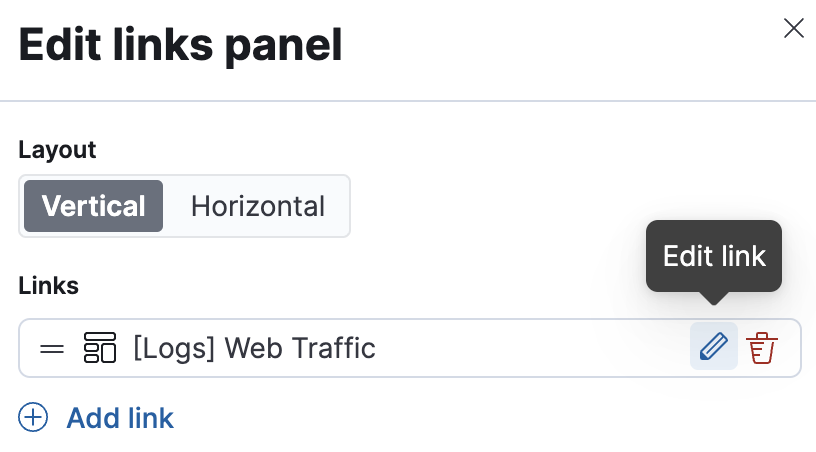 Edit links panel
Layout
Vertical Horizontal
Edit link
Links
[Logs] Web Traffic
Add link